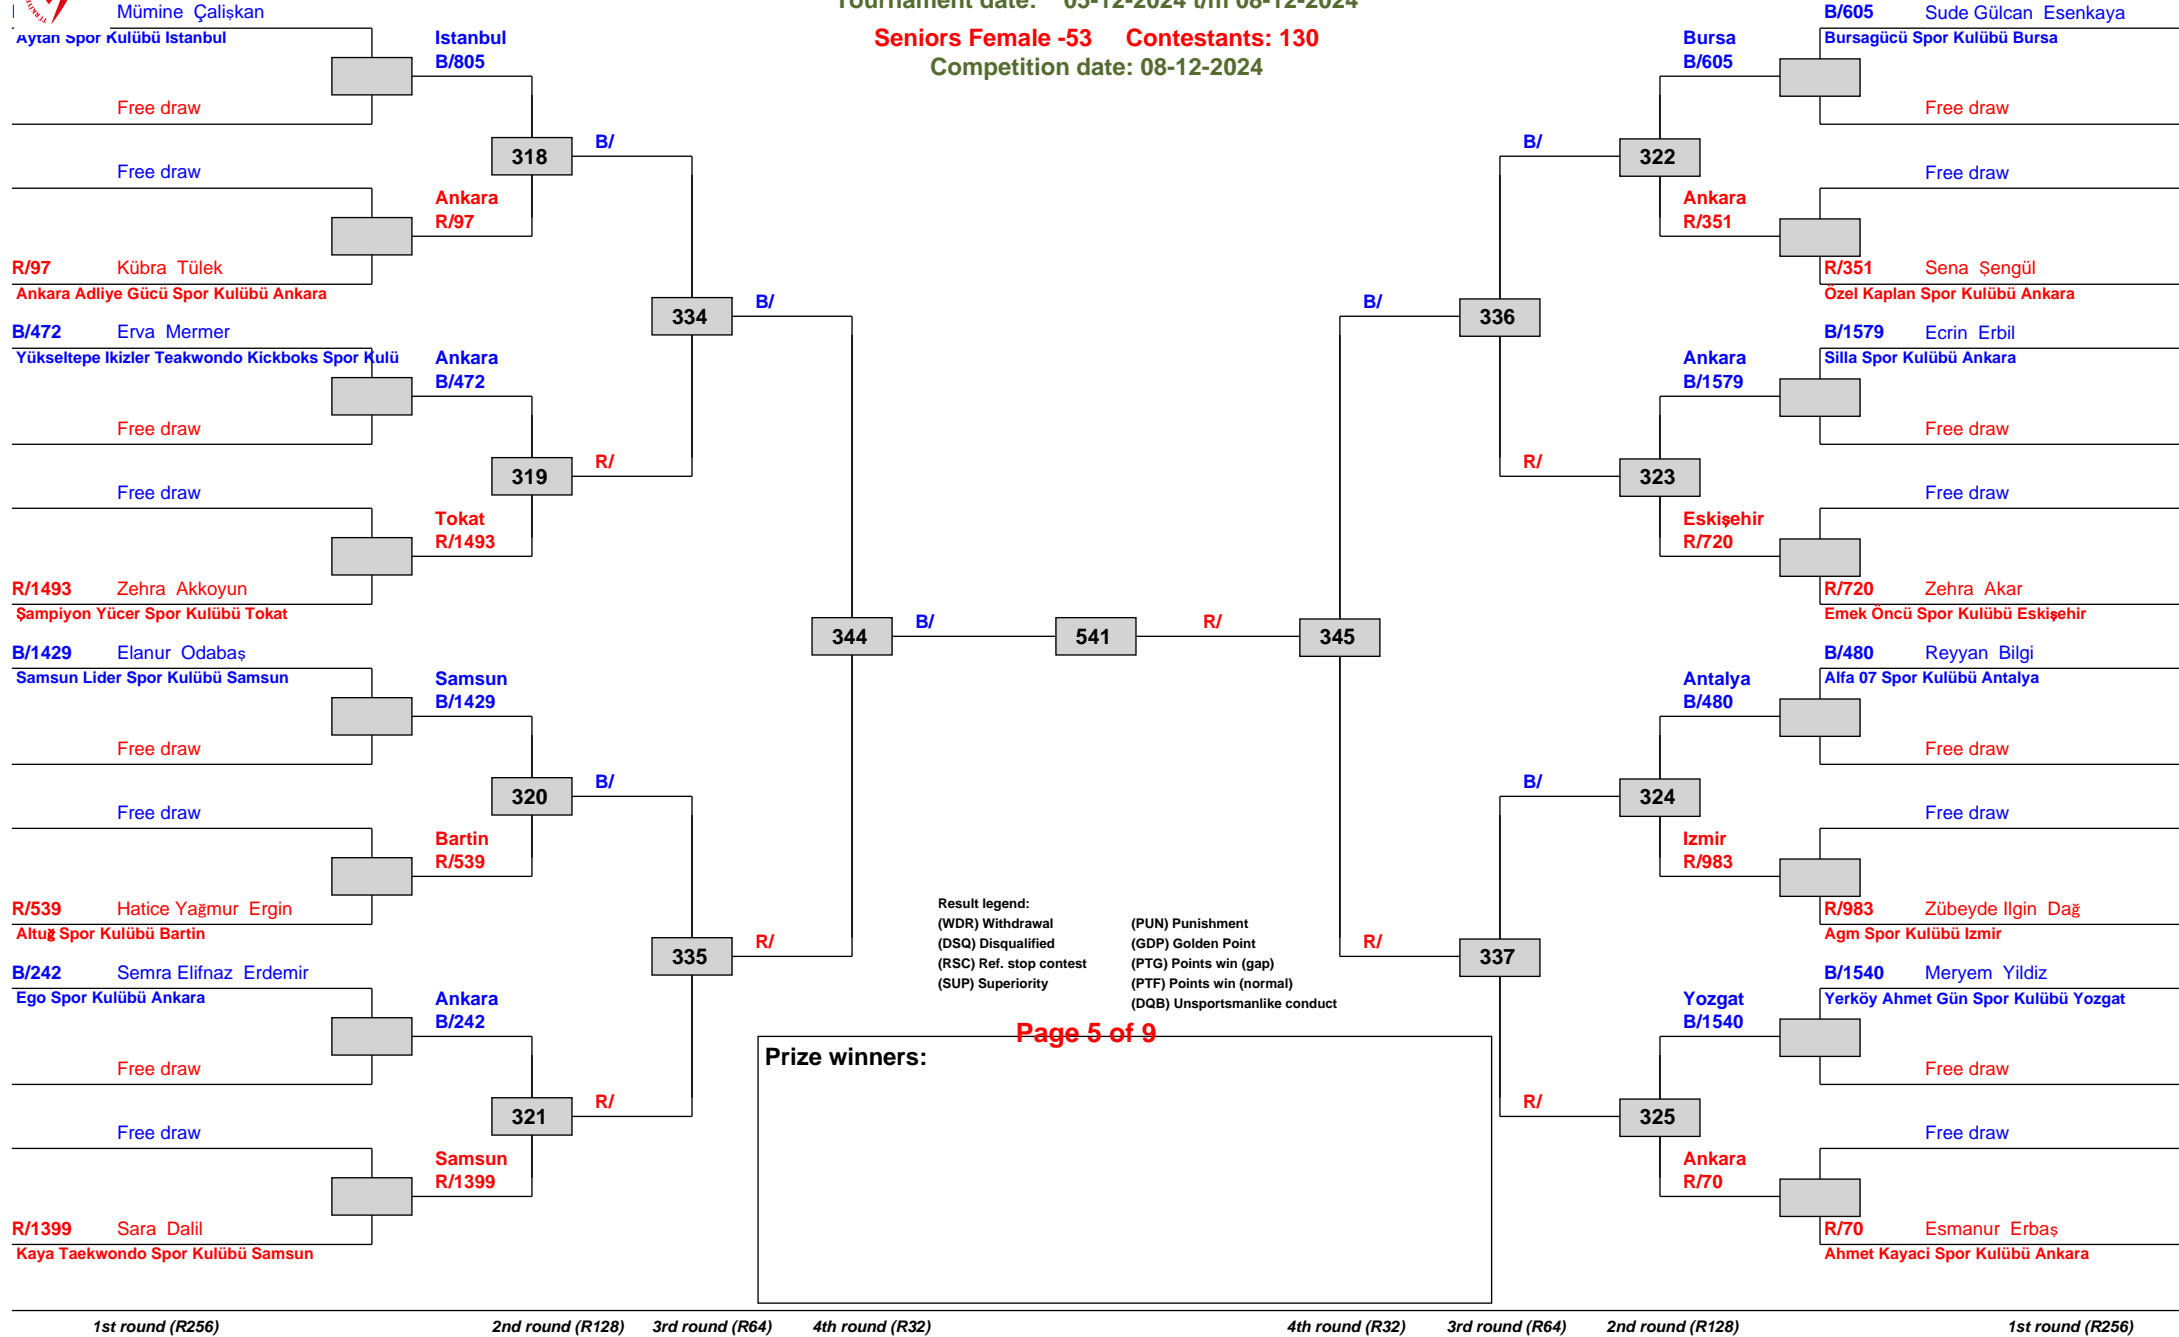 Tournament date: 05-12-2024 t/m 08-12-2024
Seniors Female -53 Contestants: 130
Competition date: 08-12-2024
Mümine Çalişkan
Aytan Spor Kulübü Istanbul
Free draw
Free draw
R/97 Kübra Tülek
Ankara Adliye Gücü Spor Kulübü Ankara
B/472 Erva Mermer
Yükseltepe Ikizler Teakwondo Kickboks Spor Kulü
Free draw
Free draw
R/1493 Zehra Akkoyun
Şampiyon Yücer Spor Kulübü Tokat
B/1429 Elanur Odabaş
Samsun Lider Spor Kulübü Samsun
Free draw
Free draw
R/539 Hatice Yağmur Ergin
Altuğ Spor Kulübü Bartin
B/242 Semra Elifnaz Erdemir
Ego Spor Kulübü Ankara
Free draw
Free draw
R/1399 Sara Dalil
Kaya Taekwondo Spor Kulübü Samsun
Istanbul
B/805
318
Ankara
R/97
Ankara
B/472
319
Tokat
R/1493
Samsun
B/1429
320
Bartin
R/539
Ankara
B/242
321
Samsun
R/1399
B/
334
R/
B/
335
R/
B/
344
R/
B/
541
R/
B/
345
R/
B/
336
R/
B/
337
R/
Bursa
B/605
322
Ankara
R/351
Ankara
B/1579
323
Eskişehir
R/720
Antalya
B/480
324
Izmir
R/983
Yozgat
B/1540
325
Ankara
R/70
B/605 Sude Gülcan Esenkaya
Bursagücü Spor Kulübü Bursa
Free draw
Free draw
R/351 Sena Şengül
Özel Kaplan Spor Kulübü Ankara
B/1579 Ecrin Erbil
Silla Spor Kulübü Ankara
Free draw
Free draw
R/720 Zehra Akar
Emek Öncü Spor Kulübü Eskişehir
B/480 Reyyan Bilgi
Alfa 07 Spor Kulübü Antalya
Free draw
Free draw
R/983 Zübeyde Ilgin Dağ
Agm Spor Kulübü Izmir
B/1540 Meryem Yildiz
Yerköy Ahmet Gün Spor Kulübü Yozgat
Free draw
Free draw
R/70 Esmanur Erbaş
Ahmet Kayaci Spor Kulübü Ankara
Result legend:
(WDR) Withdrawal (PUN) Punishment
(DSQ) Disqualified (GDP) Golden Point
(RSC) Ref. stop contest (PTG) Points win (gap)
(SUP) Superiority (PTF) Points win (normal)
(DQB) Unsportsmanlike conduct
Page 5 of 9
Prize winners:
1st round (R256) 2nd round (R128) 3rd round (R64) 4th round (R32) 4th round (R32) 3rd round (R64) 2nd round (R128) 1st round (R256)